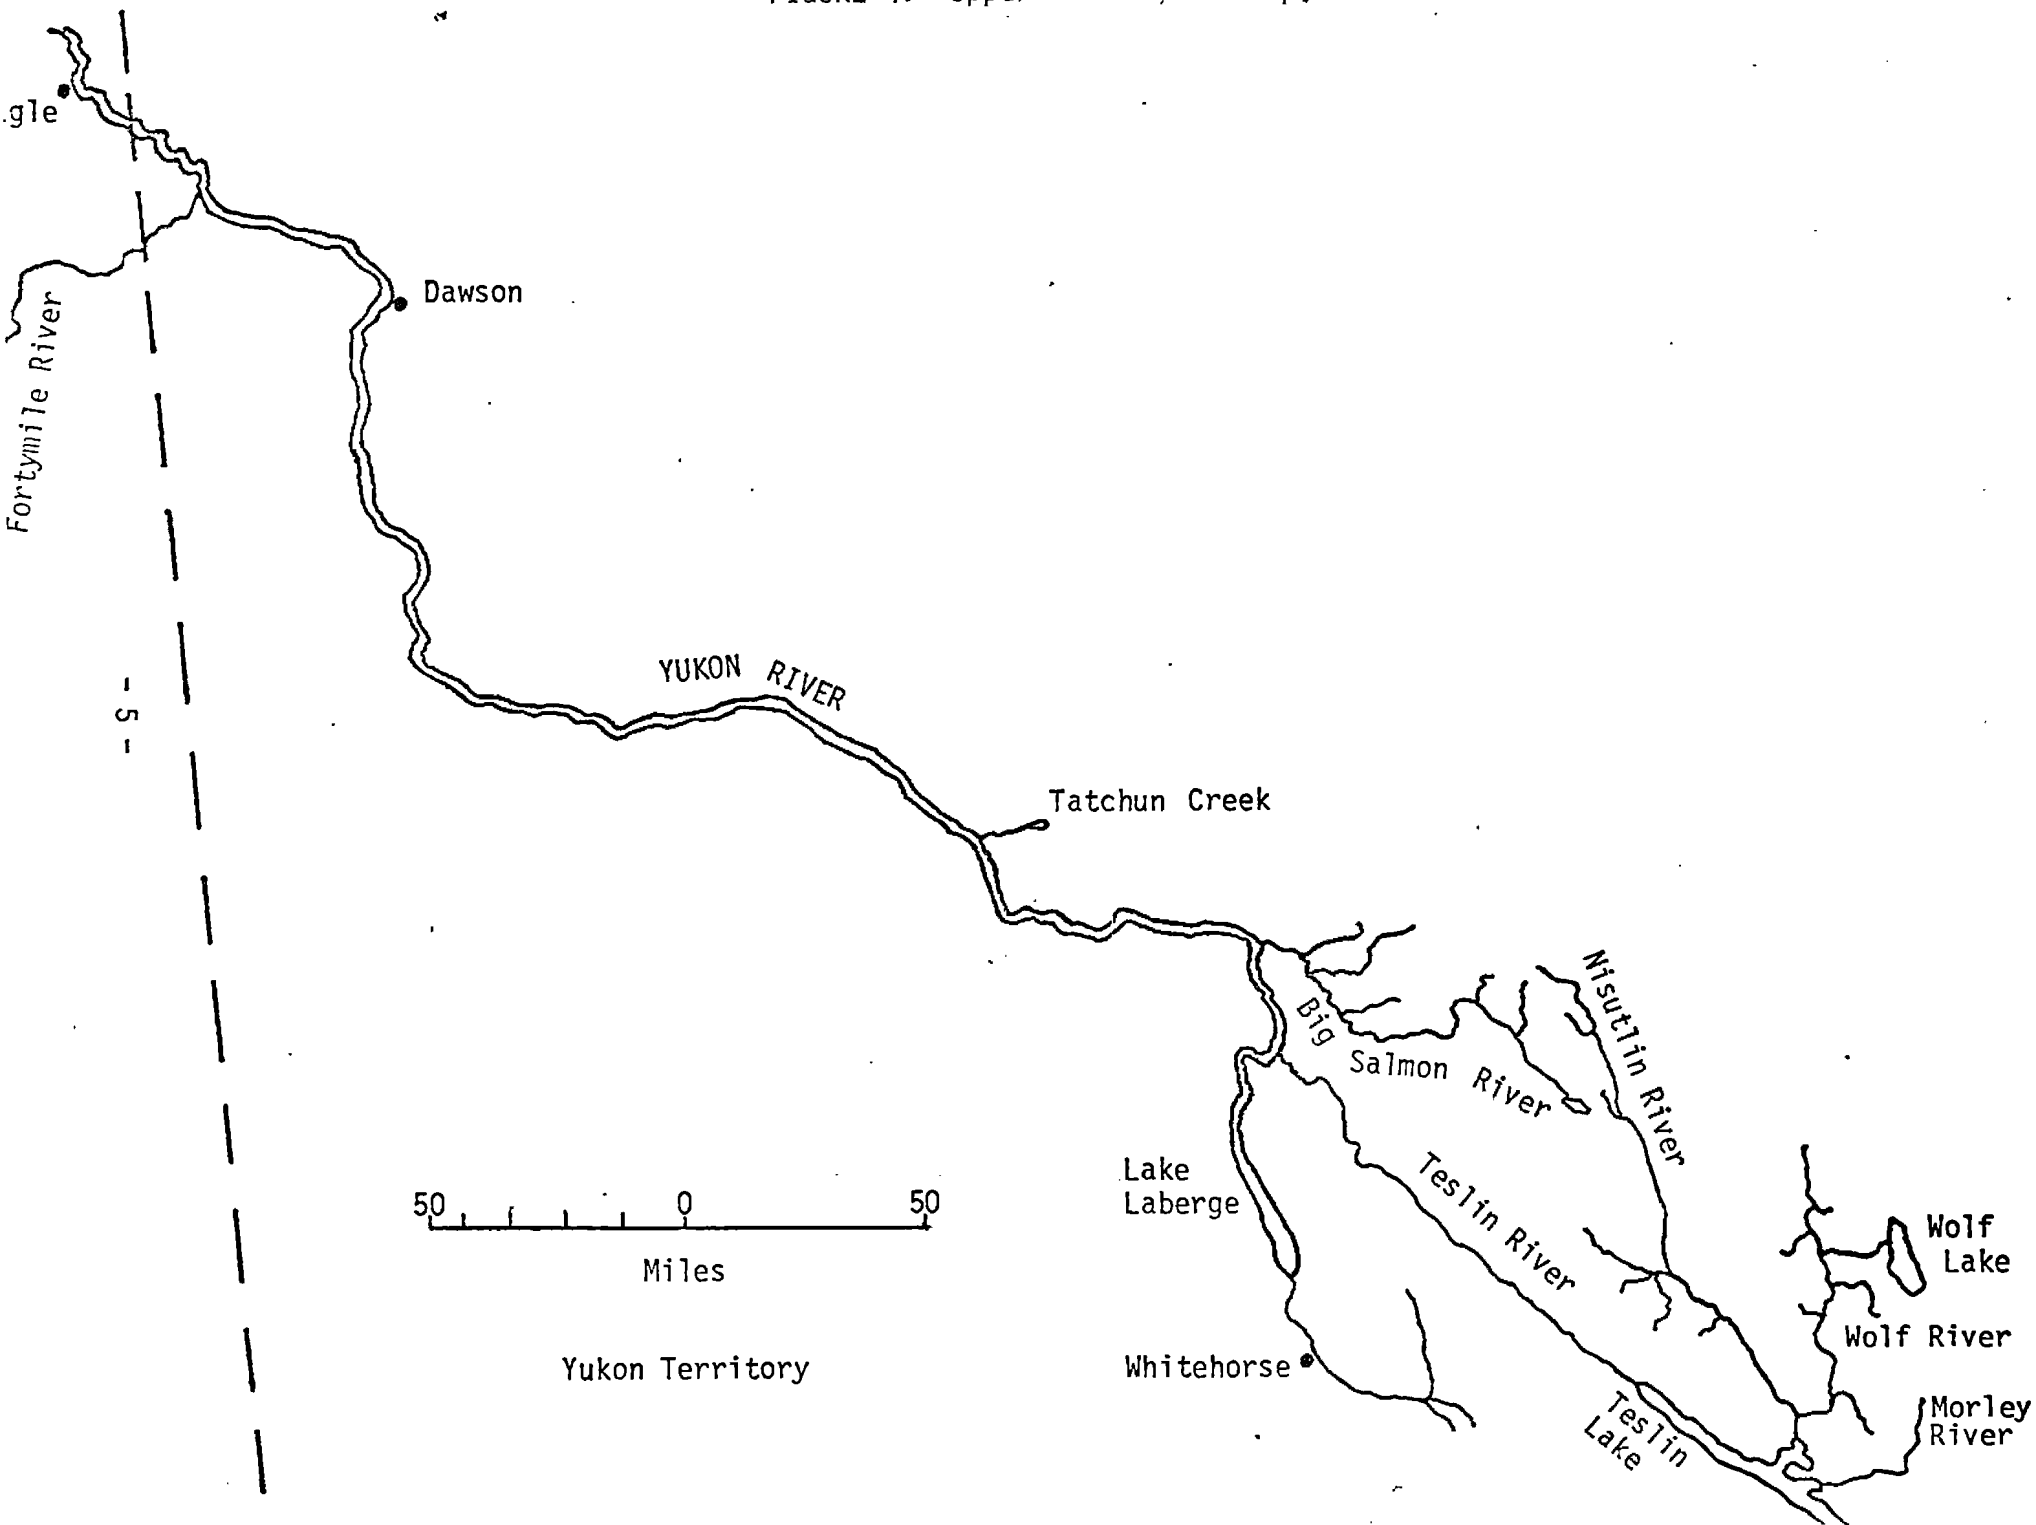 gle
Fortymile River
Dawson
YUKON RIVER
- 5 -
Tatchun Creek
Nisutlin River
Big Salmon River
Lake
Laberge
Teslin River
50 0 50
Miles
Wolf
Lake
Wolf River
Yukon Territory
Whitehorse
Teslin
Lake
Morley
River